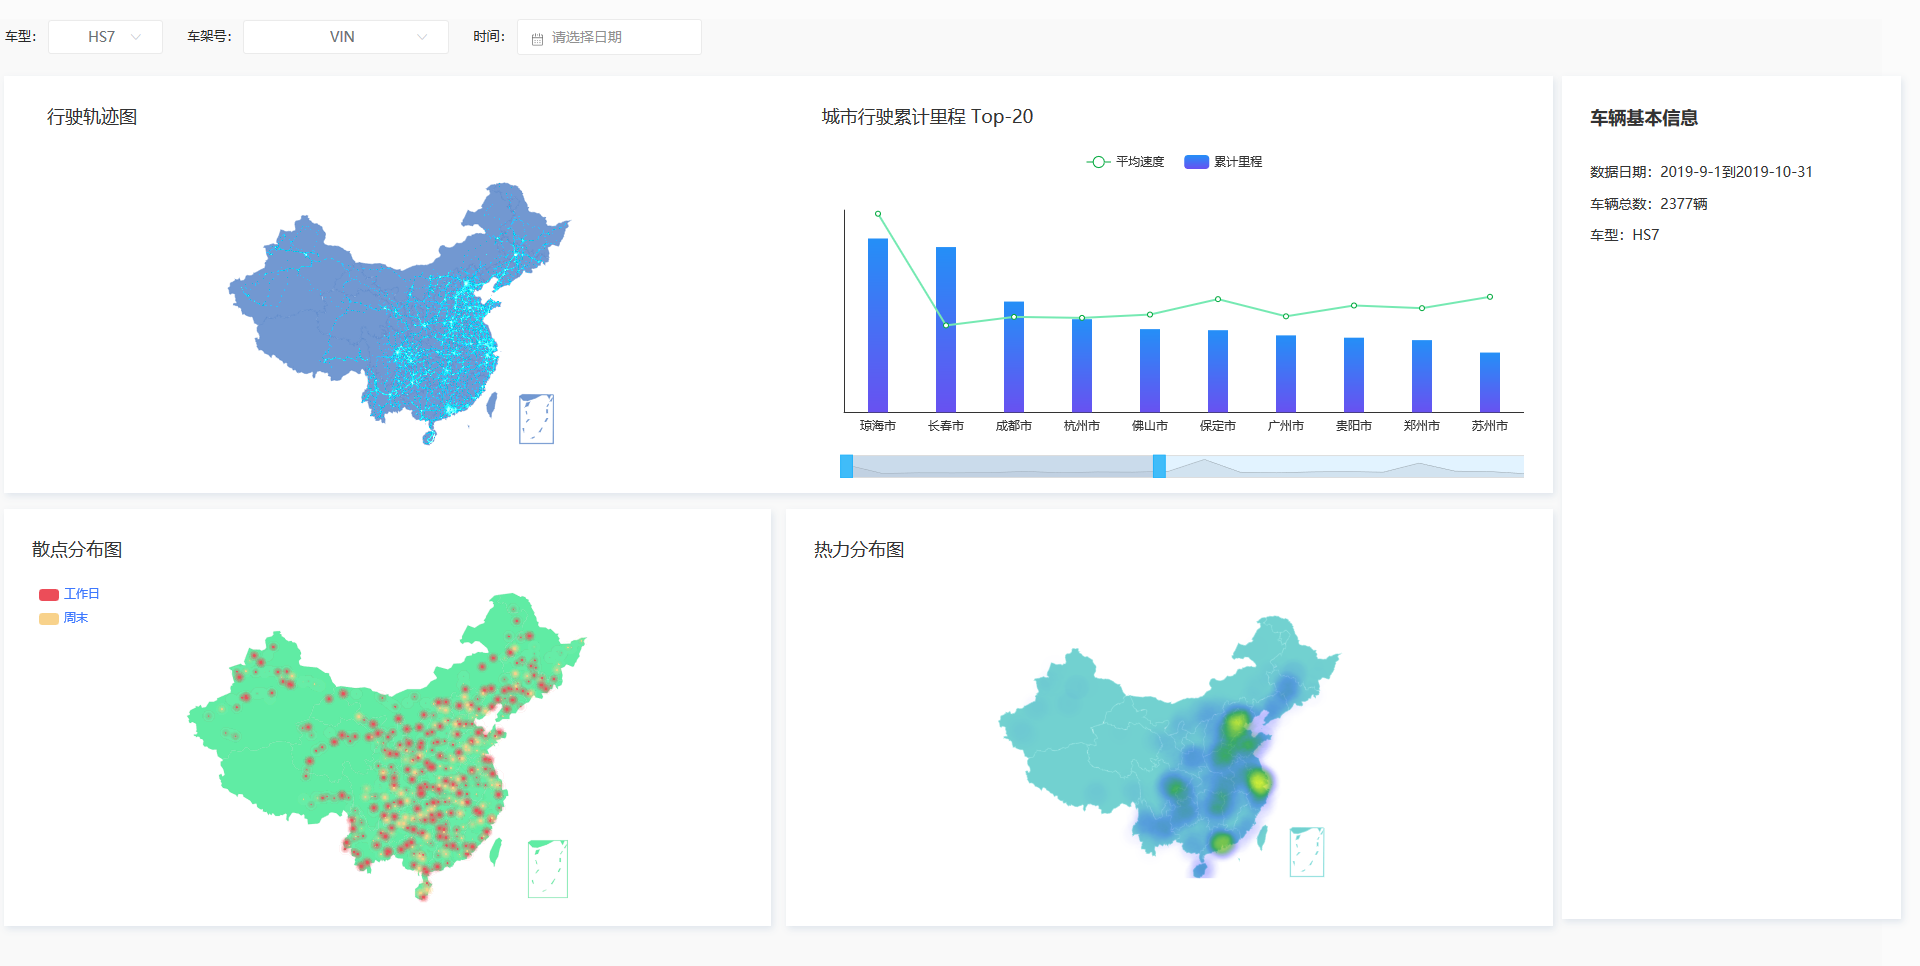 车型： HS7 车架号： VIN 时间： 请选择日期
行驶轨迹图
城市行驶累计里程 Top-20
平均速度 累计里程
琼海市 长春市 成都市 杭州市 佛山市 保定市 广州市 贵阳市 郑州市 苏州市
车辆基本信息
数据日期：2019-9-1到2019-10-31
车辆总数：2377辆
车型：HS7
散点分布图
工作日
周末
热力分布图